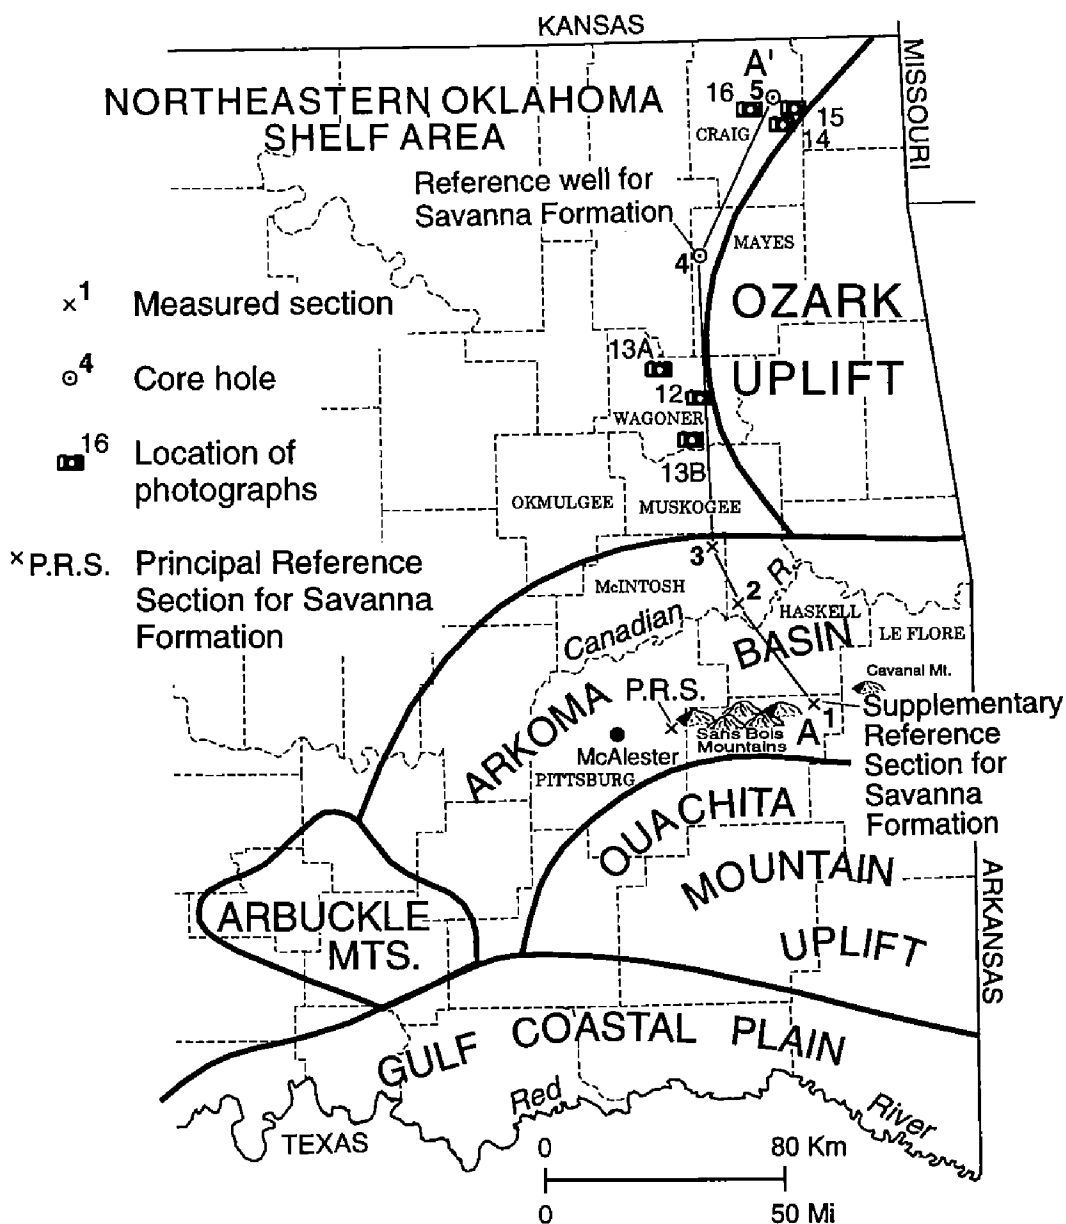 KANSAS
MISSOURI
NORTHEASTERN OKLAHOMA
SHELF AREA
A'
5
16
15
14
CRAIG
Reference well for
Savanna Formation
4
MAYES
×1 Measured section
4 Core hole
16 Location of
photographs
× P.R.S. Principal Reference
Section for Savanna
Formation
OZARK
UPLIFT
13A
12
WAGONER
13B
OKMULGEE
MUSKOGEE
3
McINTOSH
2
R.
HASKELL
LE FLORE
Canadian
BASIN
Cavanal Mt.
ARKOMA
P.R.S.
Sans Bois
Mountains
A
1
Supplementary
Reference
Section for
Savanna
Formation
McAlester
PITTSBURG
OUACHITA
MOUNTAIN
UPLIFT
ARKANSAS
ARBUCKLE
MTS.
GULF COASTAL PLAIN
Red River
TEXAS
0 80 Km
0 50 Mi